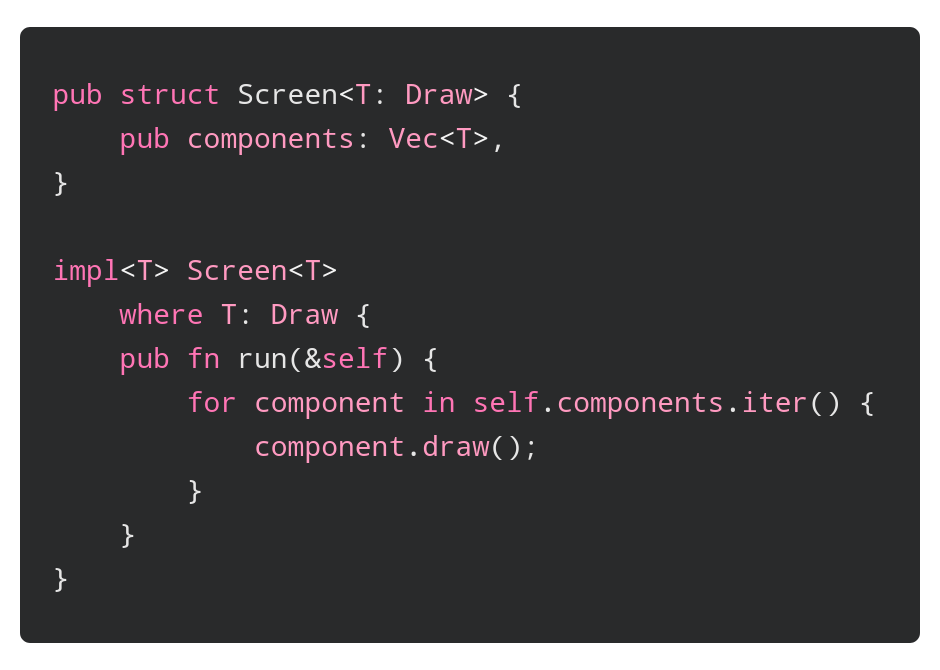 pub struct Screen<T: Draw> {
    pub components: Vec<T>,
}

impl<T> Screen<T>
    where T: Draw {
    pub fn run(&self) {
        for component in self.components.iter() {
            component.draw();
        }
    }
}